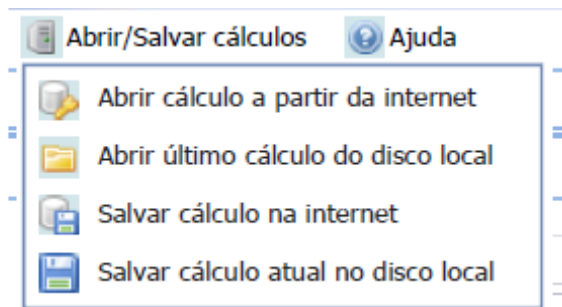 Abrir/Salvar cálculos Ajuda
Abrir cálculo a partir da internet
Abrir último cálculo do disco local
Salvar cálculo na internet
Salvar cálculo atual no disco local